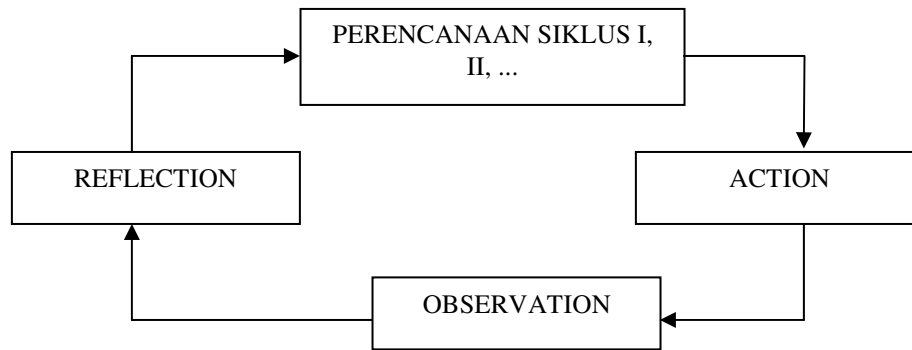 PERENCANAAN SIKLUS I,
II, ...
REFLECTION
ACTION
OBSERVATION